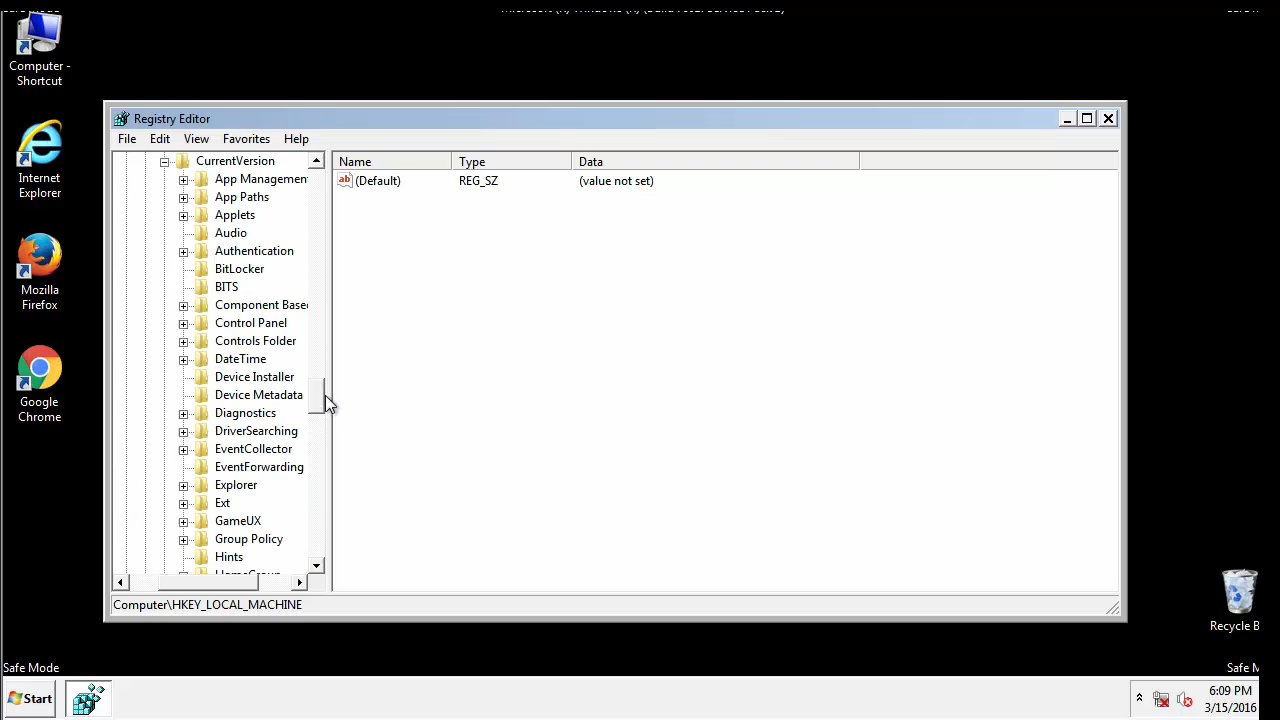 Computer -
Shortcut
Internet
Explorer
Mozilla
Firefox
Google
Chrome
Registry Editor
File Edit View Favorites Help
CurrentVersion
App Managemen
App Paths
Applets
Audio
Authentication
BitLocker
BITS
Component Base
Control Panel
Controls Folder
DateTime
Device Installer
Device Metadata
Diagnostics
DriverSearching
EventCollector
EventForwarding
Explorer
Ext
GameUX
Group Policy
Hints
HomeGroup
Name Type Data
ab (Default) REG_SZ (value not set)
Computer\HKEY_LOCAL_MACHINE
Recycle B
Safe Mode Safe M
Start
6:09 PM
3/15/2016